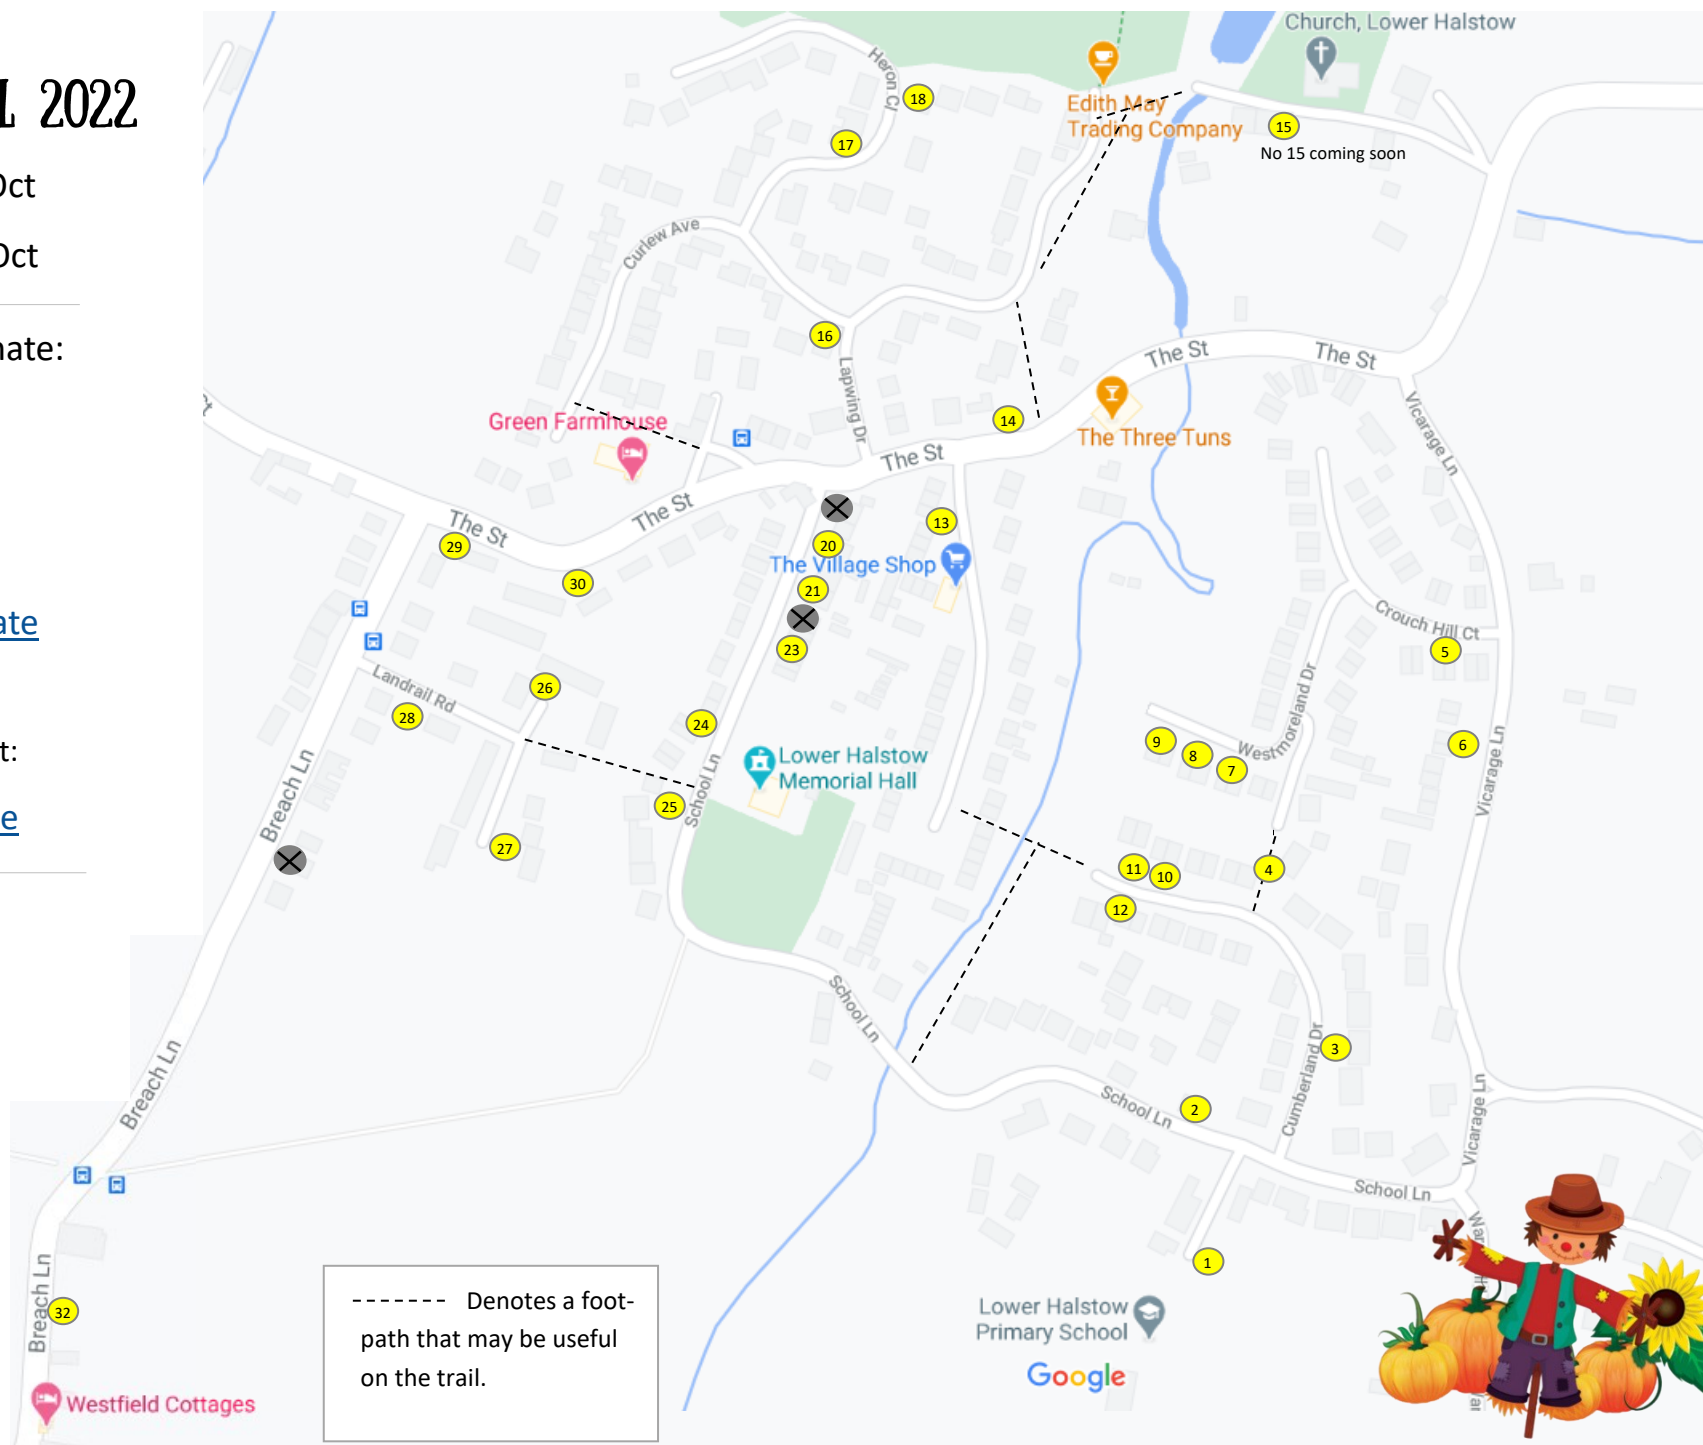 2022
Oct
Oct
ate
e
Church, Lower Halstow
Heron Cl
18
Edith May
Trading Company
17
15
No 15 coming soon
Curlew Ave
16
Lapwing Dr
The St
The St
Green Farmhouse
14
The Three Tuns
The St
Vicarage Ln
The St
The St
29
13
20
The Village Shop
30
21
23
Crouch Hill Ct
5
Landrail Rd
26
28
24
Westmoreland Dr
9
8
7
6
Vicarage Ln
Lower Halstow
Memorial Hall
Breach Ln
School Ln
25
27
11
10
4
12
School Ln
3
Cumberland Dr
Breach Ln
School Ln
2
Vicarage Ln
School Ln
1
Breach Ln
32
------- Denotes a foot-
path that may be useful
on the trail.
Lower Halstow
Primary School
Google
Westfield Cottages